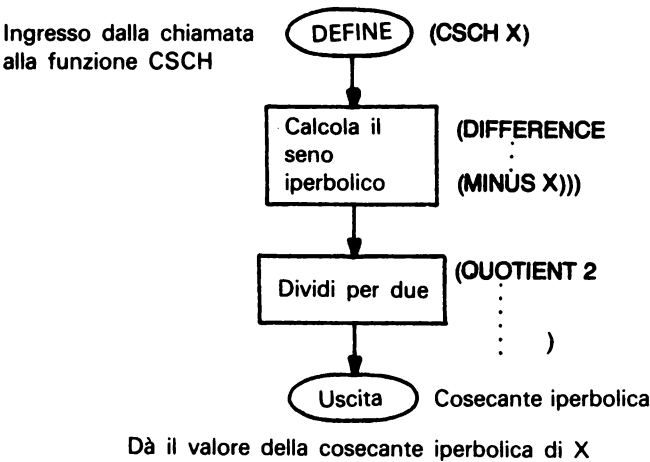 Ingresso dalla chiamata
alla funzione CSCH
DEFINE
(CSCH X)
Calcola il
seno
iperbolico
(DIFFERENCE
(MINUS X)))
Dividi per due
(QUOTIENT 2
)
Uscita
Cosecante iperbolica
Dà il valore della cosecante iperbolica di X